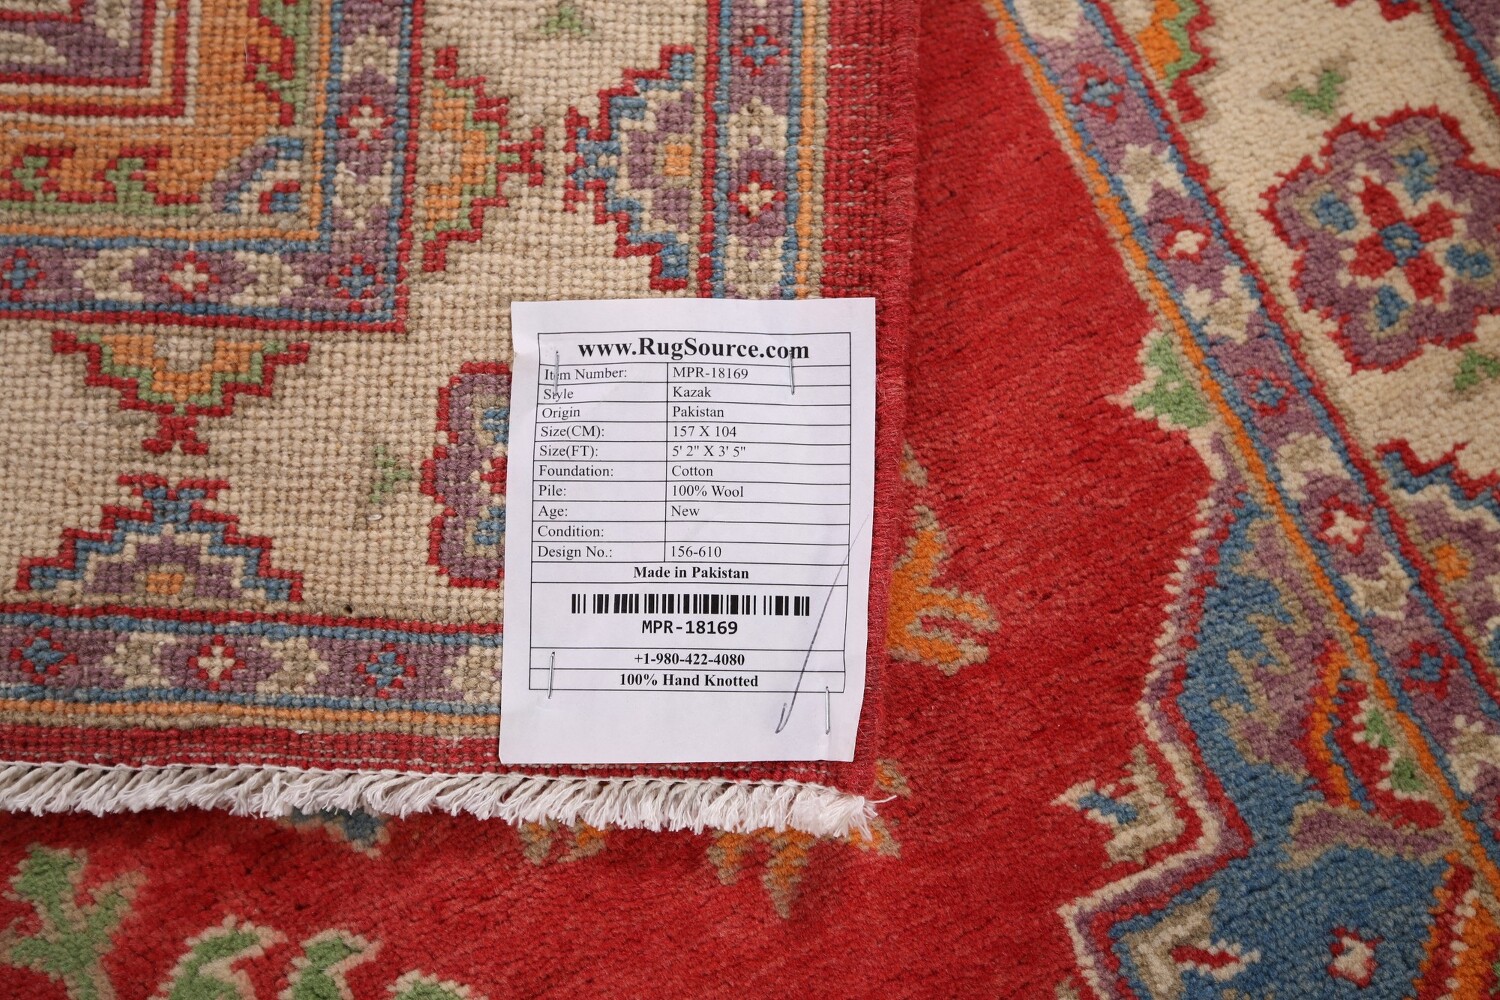 www.RugSource.com
Item Number: MPR-18169
Style Kazak
Origin Pakistan
Size(CM): 157 X 104
Size(FT): 5' 2" X 3' 5"
Foundation: Cotton
Pile: 100% Wool
Age: New
Condition:
Design No.: 156-610
Made in Pakistan
MPR-18169
+1-980-422-4080
100% Hand Knotted